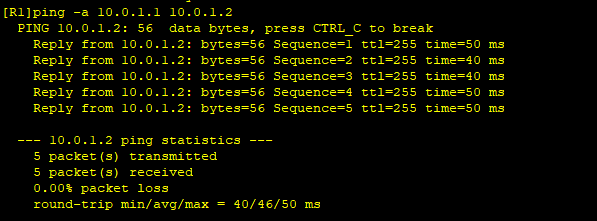 [R1]ping -a 10.0.1.1 10.0.1.2
PING 10.0.1.2: 56  data bytes, press CTRL_C to break
Reply from 10.0.1.2: bytes=56 Sequence=1 ttl=255 time=50 ms
Reply from 10.0.1.2: bytes=56 Sequence=2 ttl=255 time=40 ms
Reply from 10.0.1.2: bytes=56 Sequence=3 ttl=255 time=40 ms
Reply from 10.0.1.2: bytes=56 Sequence=4 ttl=255 time=50 ms
Reply from 10.0.1.2: bytes=56 Sequence=5 ttl=255 time=50 ms
--- 10.0.1.2 ping statistics ---
5 packet(s) transmitted
5 packet(s) received
0.00% packet loss
round-trip min/avg/max = 40/46/50 ms